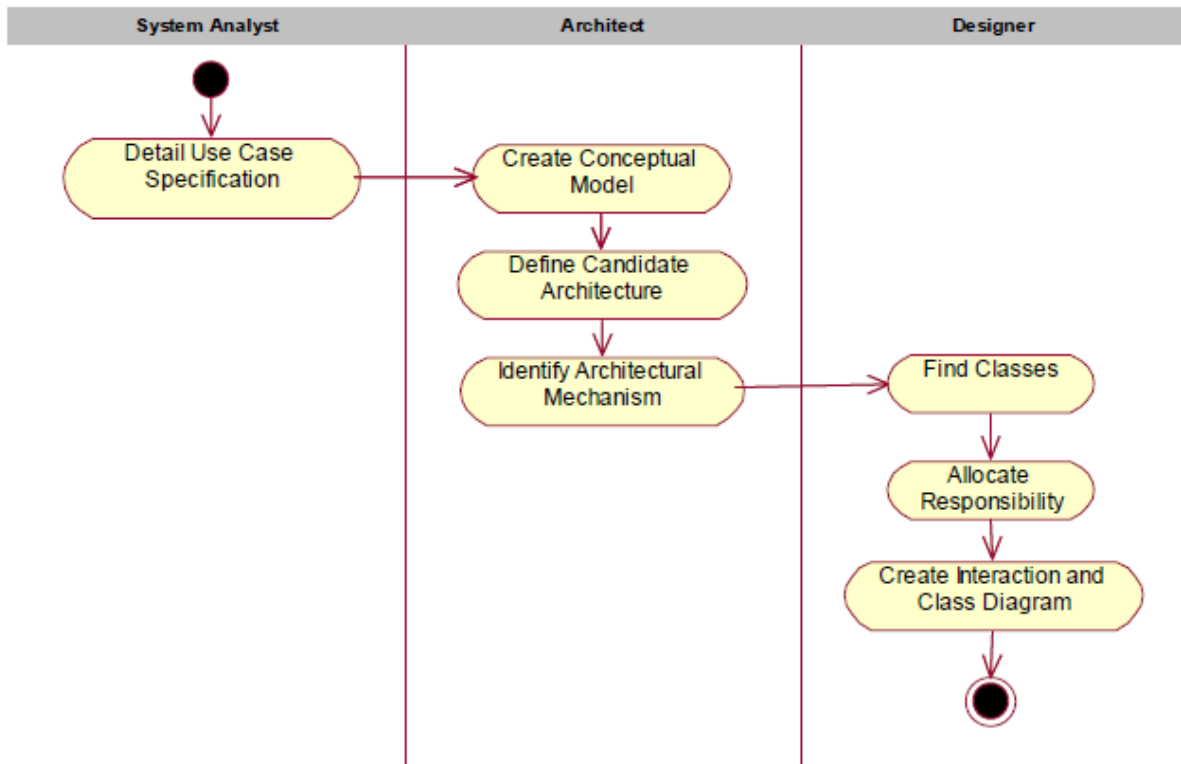 System Analyst
Architect
Designer
Detail Use Case
Specification
Create Conceptual
Model
Define Candidate
Architecture
Identify Architectural
Mechanism
Find Classes
Allocate
Responsibility
Create Interaction and
Class Diagram